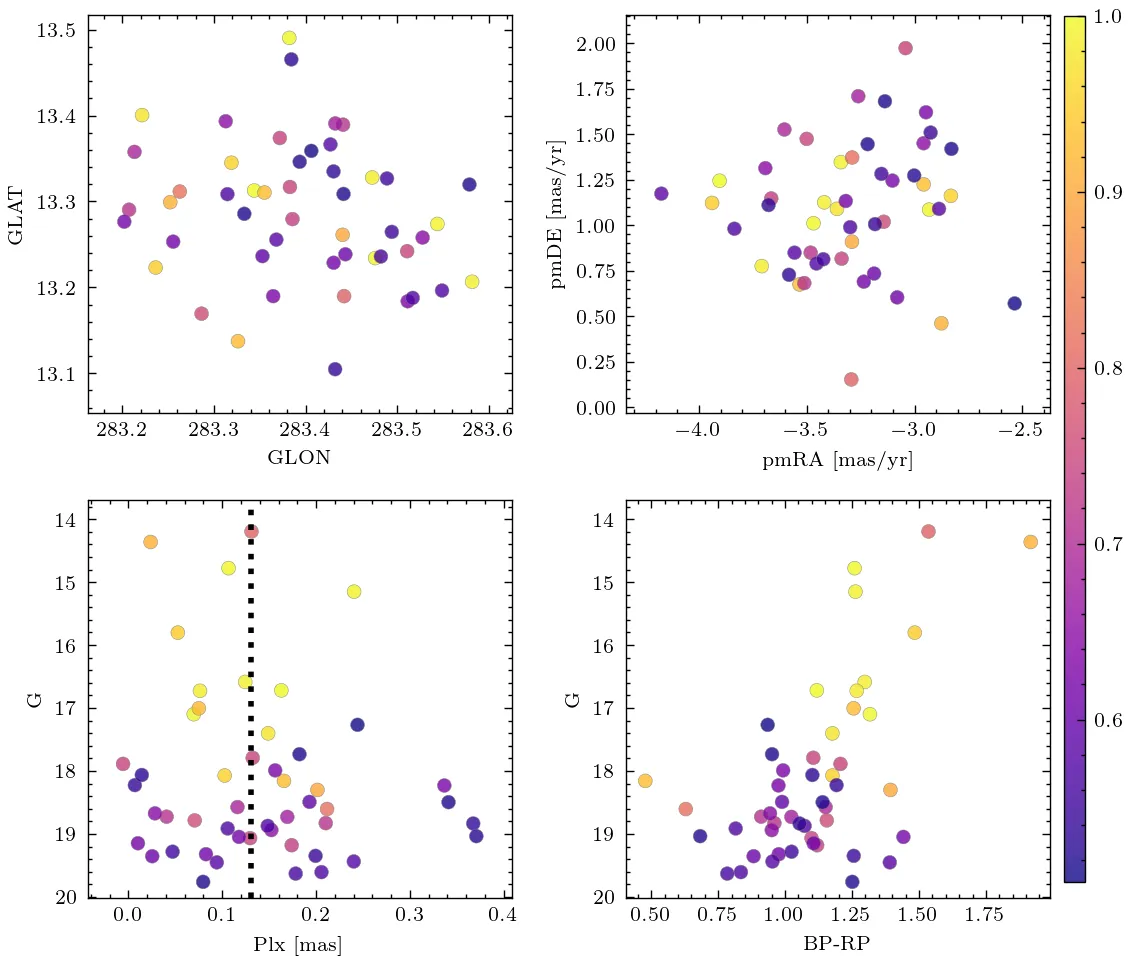 13.5
13.4
13.3
13.2
13.1
GLAT
283.2 283.3 283.4 283.5 283.6
GLON
2.00
1.75
1.50
1.25
1.00
0.75
0.50
0.25
0.00
pmDE [mas/yr]
−4.0 −3.5 −3.0 −2.5
pmRA [mas/yr]
1.0
0.9
0.8
0.7
0.6
14
15
16
17
18
19
20
G
0.0 0.1 0.2 0.3 0.4
Plx [mas]
14
15
16
17
18
19
20
G
0.50 0.75 1.00 1.25 1.50 1.75
BP-RP